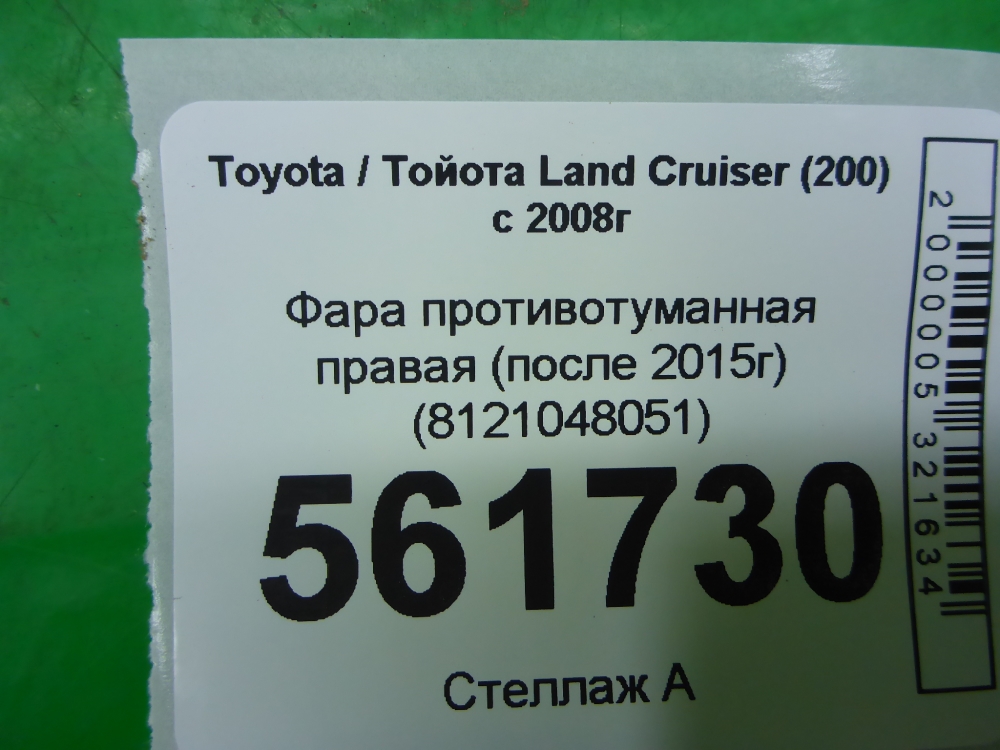 Toyota / Тойота Land Cruiser (200)
с 2008г
Фара противотуманная
правая (после 2015г)
(8121048051)
561730
Стеллаж А
2000005321634